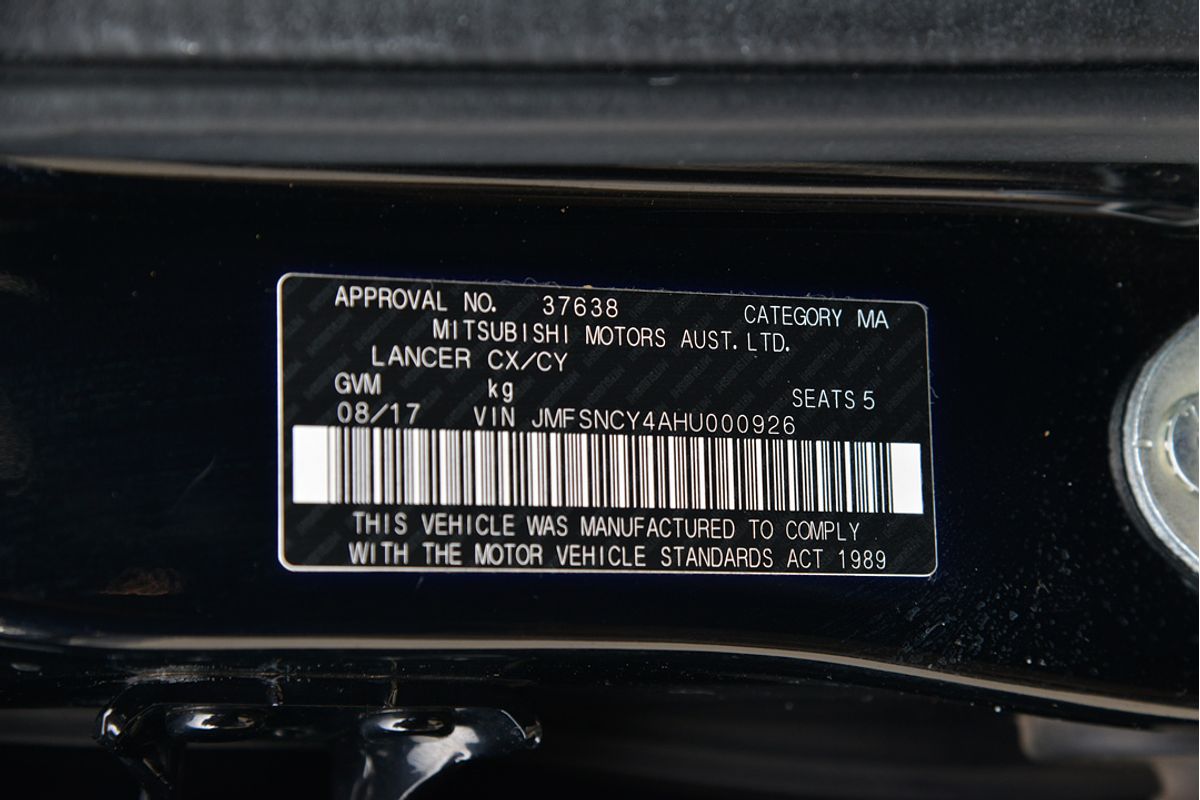 APPROVAL NO. 37638 CATEGORY MA
MITSUBISHI MOTORS AUST. LTD.
LANCER CX/CY
GVM kg SEATS 5
08/17 VIN JMFSNCY4AHU000926
THIS VEHICLE WAS MANUFACTURED TO COMPLY
WITH THE MOTOR VEHICLE STANDARDS ACT 1989